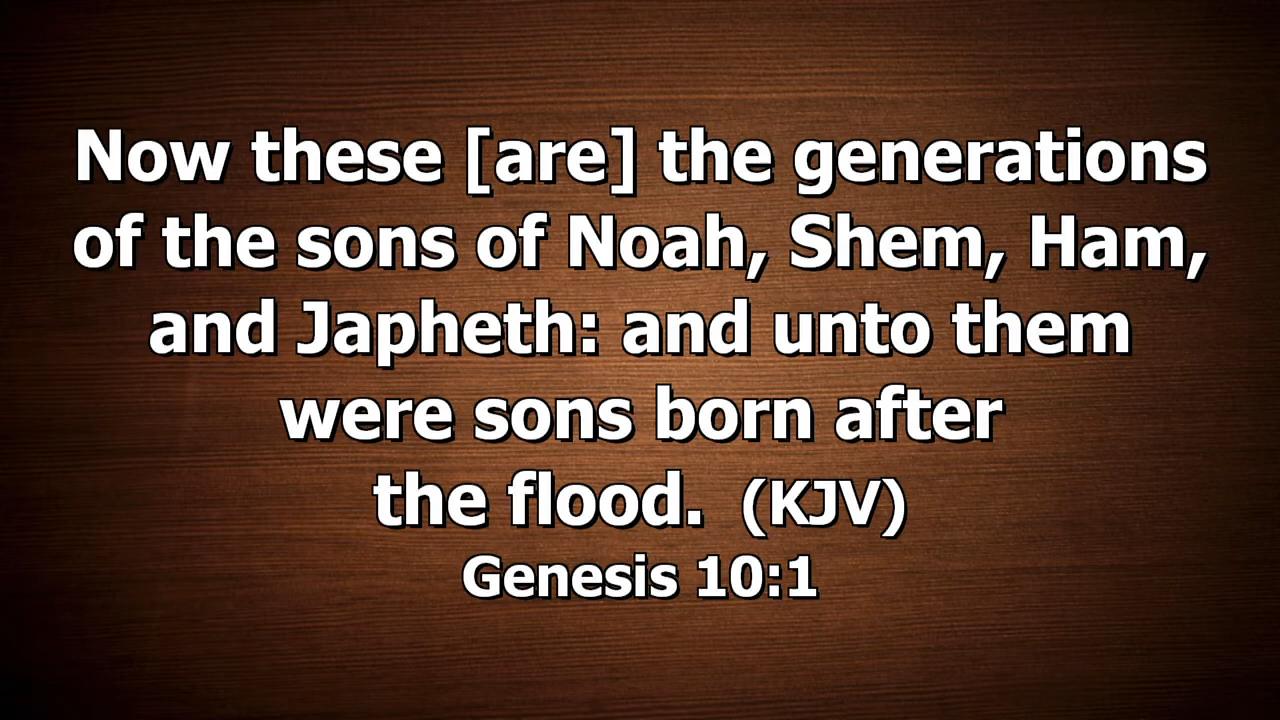 Now these [are] the generations
of the sons of Noah, Shem, Ham,
and Japheth: and unto them
were sons born after
the flood. (KJV)
Genesis 10:1